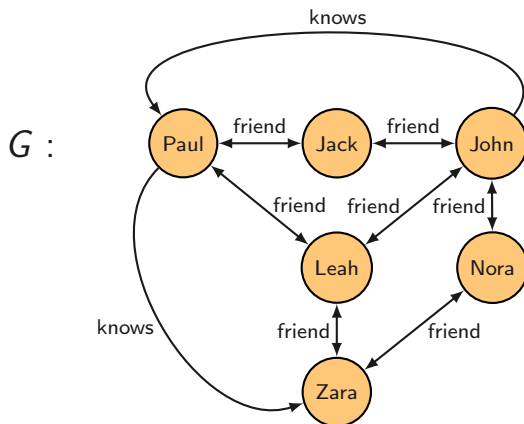 knows
friend
friend
G :
Paul
Jack
John
friend
friend
friend
Leah
Nora
knows
friend
friend
Zara